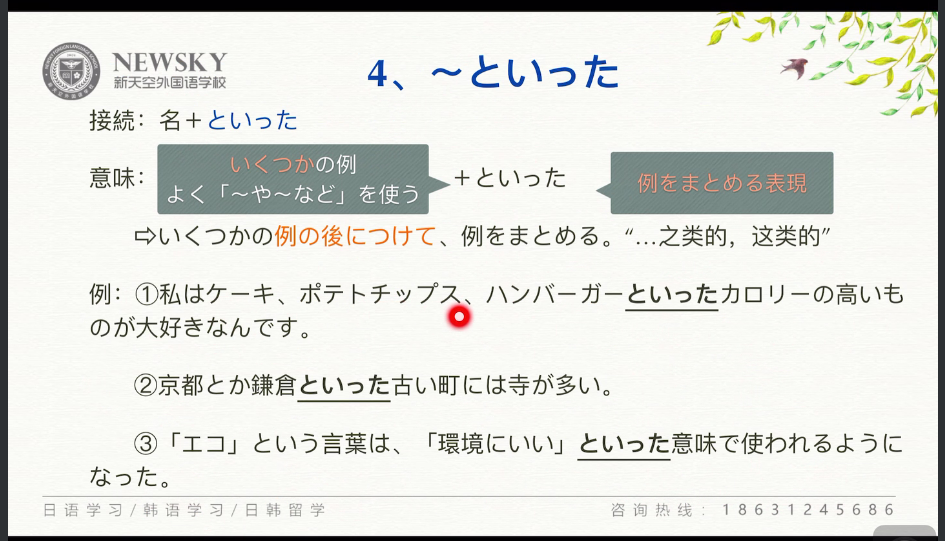 NEWSKY
新天空外国语学校
4、～といった
接続：名＋といった
意味：
いくつかの例
よく「～や～など」を使う
＋といった
例をまとめる表現
⇨いくつかの例の後につけて、例をまとめる。“…之类的，这类的”
例：①私はケーキ、ポテトチップス、ハンバーガーといったカロリーの高いも
のが大好きなんです。
②京都とか鎌倉といった古い町には寺が多い。
③「エコ」という言葉は、「環境にいい」といった意味で使われるように
なった。
日语学习/韩语学习/日韩留学
咨询热线：18631245686